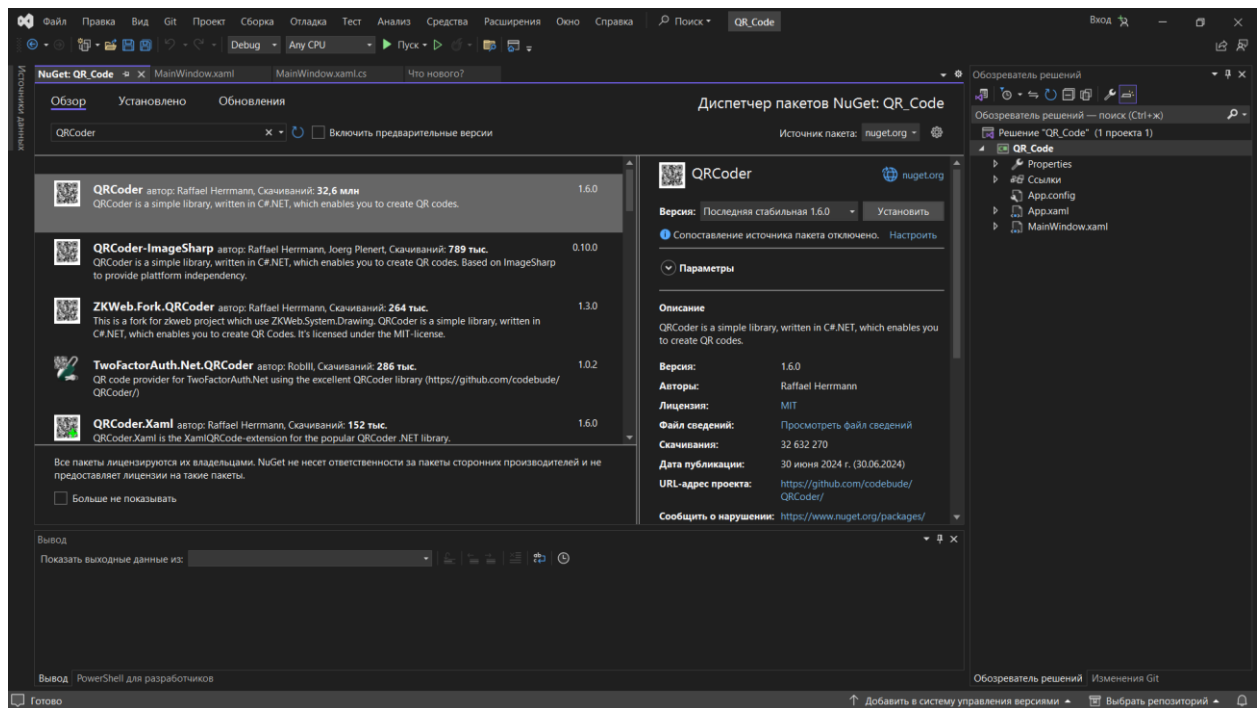 Файл Правка Вид Git Проект Сборка Отладка Тест Анализ Средства Расширения Окно Справка Поиск QR_Code Вход
Debug Any CPU Пуск
Источники данных
NuGet: QR_Code MainWindow.xaml MainWindow.xaml.cs Что нового?
Обзор Установлено Обновления
Диспетчер пакетов NuGet: QR_Code
QRCoder
Включить предварительные версии
Источник пакета: nuget.org
QRCoder автор: Raffael Herrmann, Скачиваний: 32,6 млн 1.6.0
QRCoder is a simple library, written in C#.NET, which enables you to create QR codes.
QRCoder-ImageSharp автор: Raffael Herrmann, Joerg Plenert, Скачиваний: 789 тыс. 0.10.0
QRCoder is a simple library, written in C#.NET, which enables you to create QR codes. Based on ImageSharp
to provide plattform independency.
ZKWeb.Fork.QRCoder автор: Raffael Herrmann, Скачиваний: 264 тыс. 1.3.0
This is a fork for zkweb project which use ZKWeb.System.Drawing. QRCoder is a simple library, written in
C#.NET, which enables you to create QR Codes. It's licensed under the MIT-license.
TwoFactorAuth.Net.QRCoder автор: RobIII, Скачиваний: 286 тыс. 1.0.2
QR code provider for TwoFactorAuth.Net using the excellent QRCoder library (https://github.com/codebude/
QRCoder/)
QRCoder.Xaml автор: Raffael Herrmann, Скачиваний: 152 тыс. 1.6.0
QRCoder.Xaml is the XamlQRCode-extension for the popular QRCoder .NET library.
Все пакеты лицензируются их владельцами. NuGet не несет ответственности за пакеты сторонних производителей и не
предоставляет лицензии на такие пакеты.
Больше не показывать
QRCoder nuget.org
Версия: Последняя стабильная 1.6.0 Установить
Сопоставление источника пакета отключено. Настроить
Параметры
Описание
QRCoder is a simple library, written in C#.NET, which enables you
to create QR codes.
Версия: 1.6.0
Авторы: Raffael Herrmann
Лицензия: MIT
Файл сведений: Просмотреть файл сведений
Скачивания: 32 632 270
Дата публикации: 30 июня 2024 г. (30.06.2024)
URL-адрес проекта: https://github.com/codebude/
QRCoder/
Сообщить о нарушении: https://www.nuget.org/packages/
Вывод
Показать выходные данные из:
Вывод PowerShell для разработчиков
Обозреватель решений
Обозреватель решений — поиск (Ctrl+ж)
Решение "QR_Code" (1 проекта 1)
QR_Code
Properties
Ссылки
App.config
App.xaml
MainWindow.xaml
Обозреватель решений Изменения Git
Готово Добавить в систему управления версиями Выбрать репозиторий